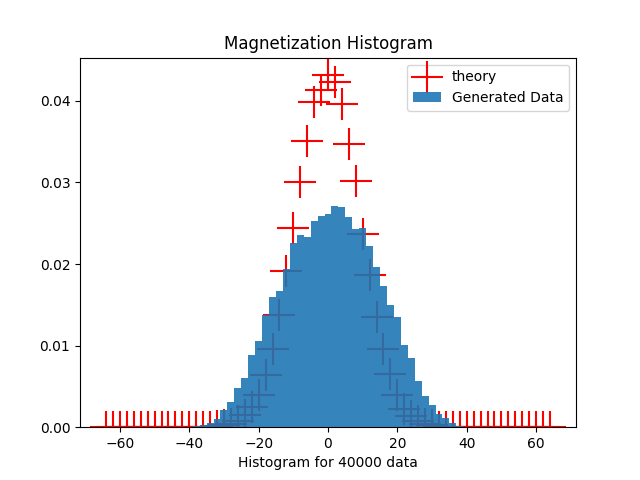 Magnetization Histogram
theory
Generated Data
0.04
0.03
0.02
0.01
0.00
−60 −40 −20 0 20 40 60
Histogram for 40000 data